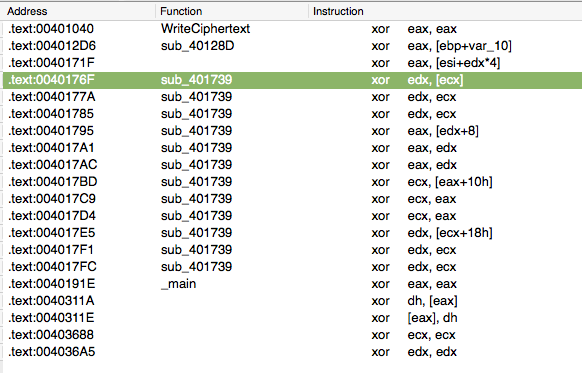 Address Function Instruction
.text:00401040 WriteCiphertext xor eax, eax
.text:004012D6 sub_40128D xor eax, [ebp+var_10]
.text:0040171F xor eax, [esi+edx*4]
.text:0040176F sub_401739 xor edx, [ecx]
.text:0040177A sub_401739 xor edx, ecx
.text:00401785 sub_401739 xor edx, ecx
.text:00401795 sub_401739 xor eax, [edx+8]
.text:004017A1 sub_401739 xor eax, edx
.text:004017AC sub_401739 xor eax, edx
.text:004017BD sub_401739 xor ecx, [eax+10h]
.text:004017C9 sub_401739 xor ecx, eax
.text:004017D4 sub_401739 xor ecx, eax
.text:004017E5 sub_401739 xor edx, [ecx+18h]
.text:004017F1 sub_401739 xor edx, ecx
.text:004017FC sub_401739 xor edx, ecx
.text:0040191E _main xor eax, eax
.text:0040311A xor dh, [eax]
.text:0040311E xor [eax], dh
.text:00403688 xor ecx, ecx
.text:004036A5 xor edx, edx